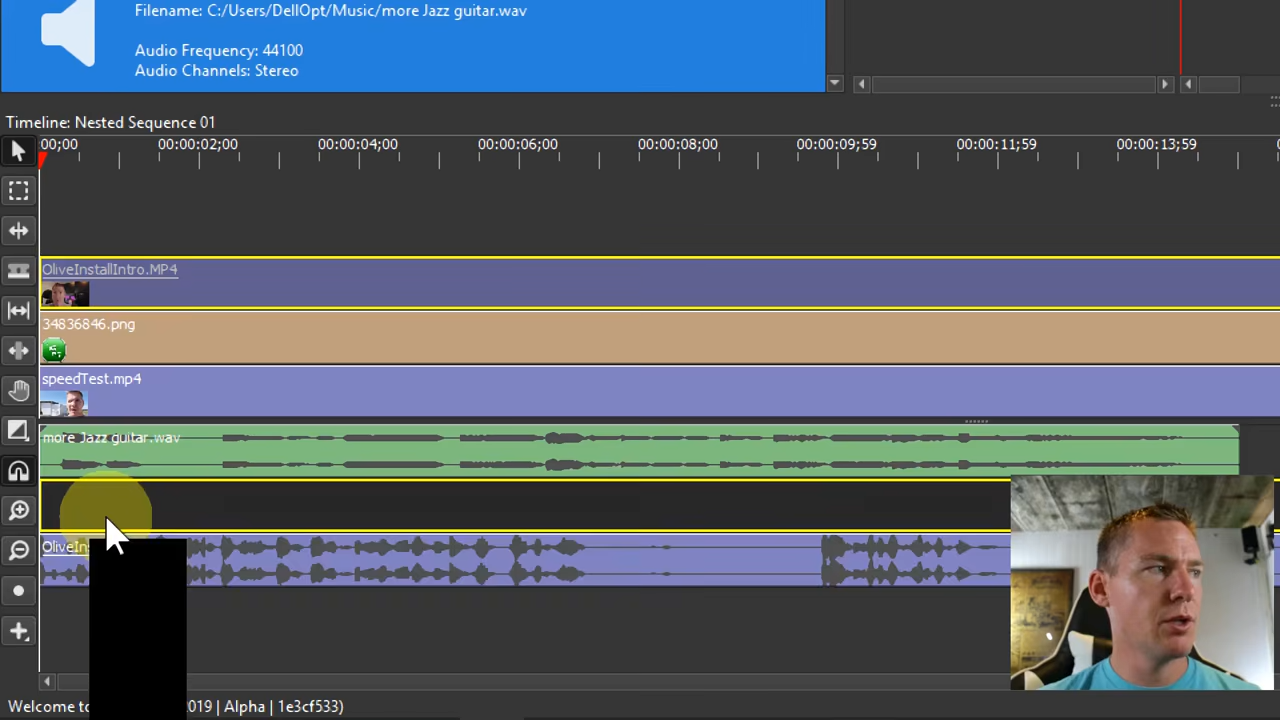 Filename: C:/Users/DellOpt/Music/more Jazz guitar.wav
Audio Frequency: 44100
Audio Channels: Stereo
Timeline: Nested Sequence 01
00;00 00:00:02;00 00:00:04;00 00:00:06;00 00:00:08;00 00:00:09;59 00:00:11;59 00:00:13;59
OliveInstallIntro.MP4
34836846.png
speedTest.mp4
more Jazz guitar.wav
OliveIns
Welcome to 2019 | Alpha | 1e3cf533)